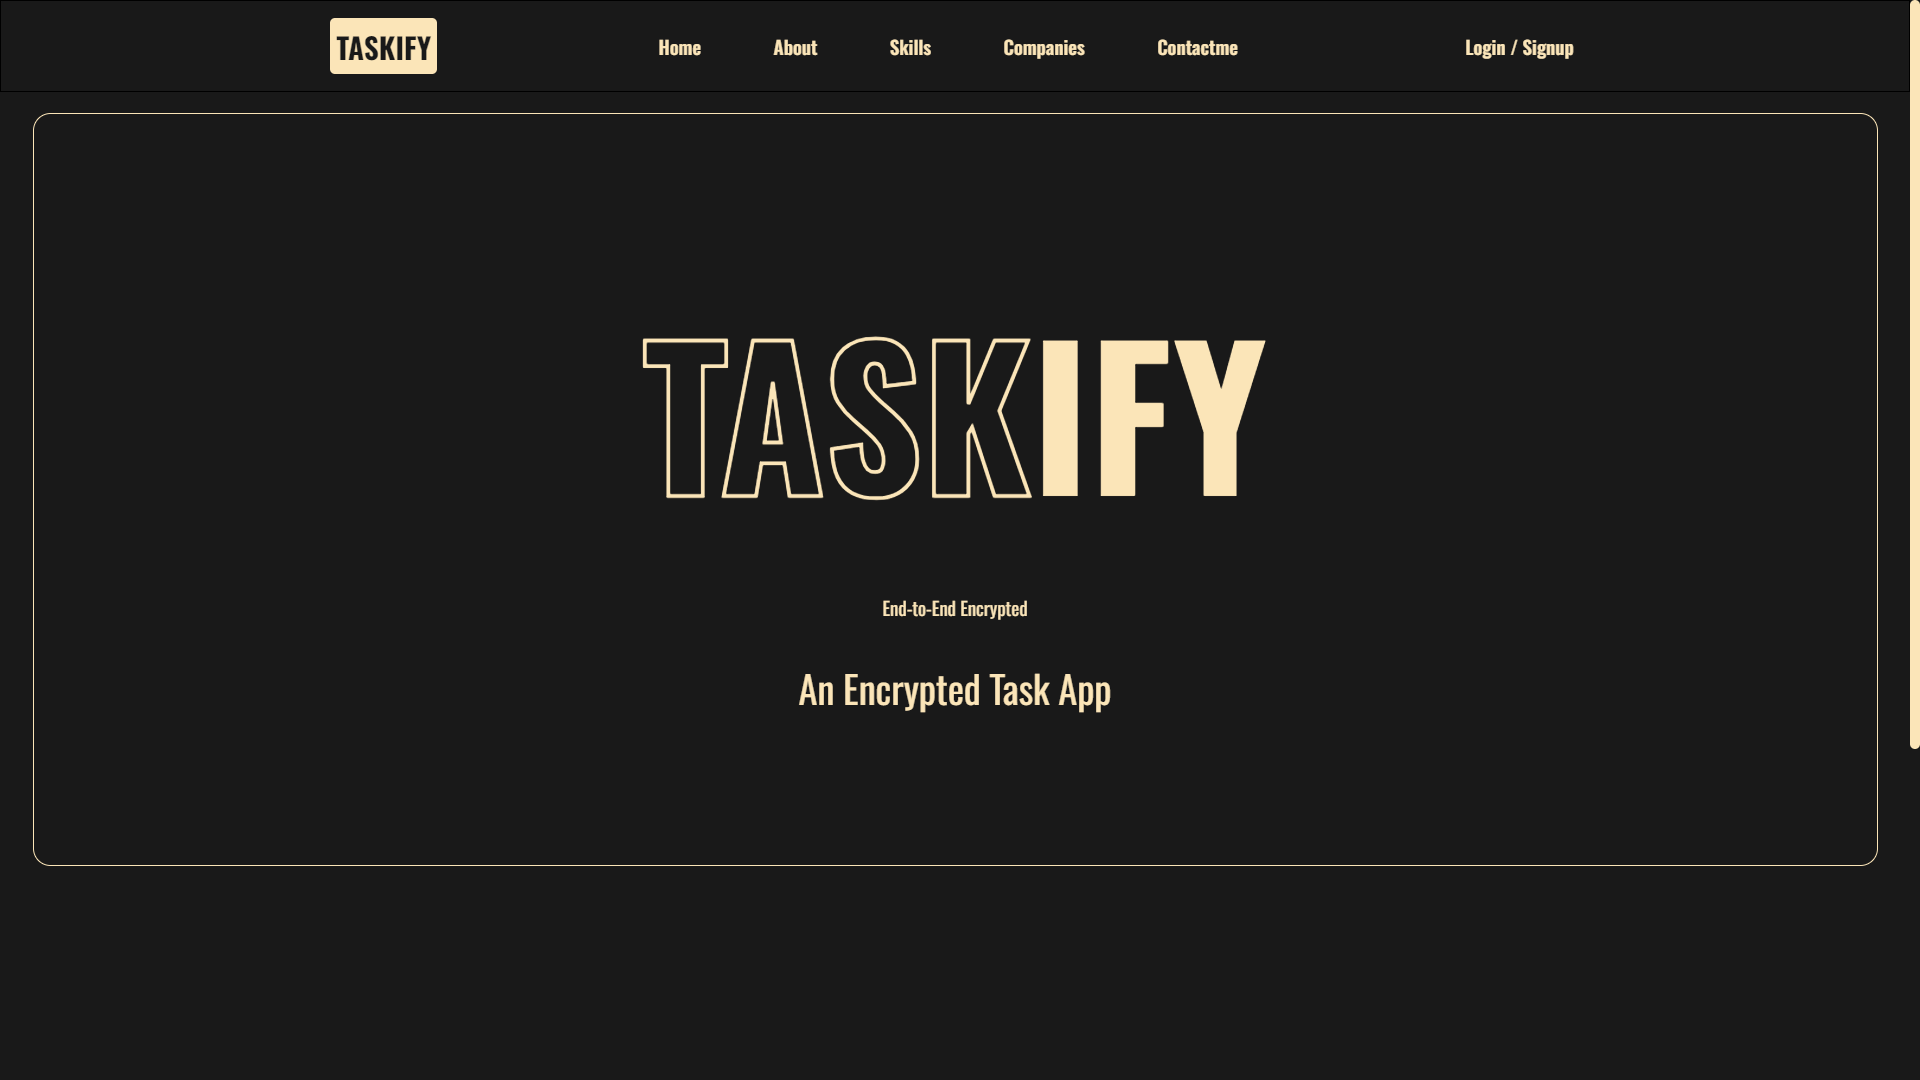 TASKIFY
Home About Skills Companies Contactme Login / Signup
TASKIFY
End-to-End Encrypted
An Encrypted Task App